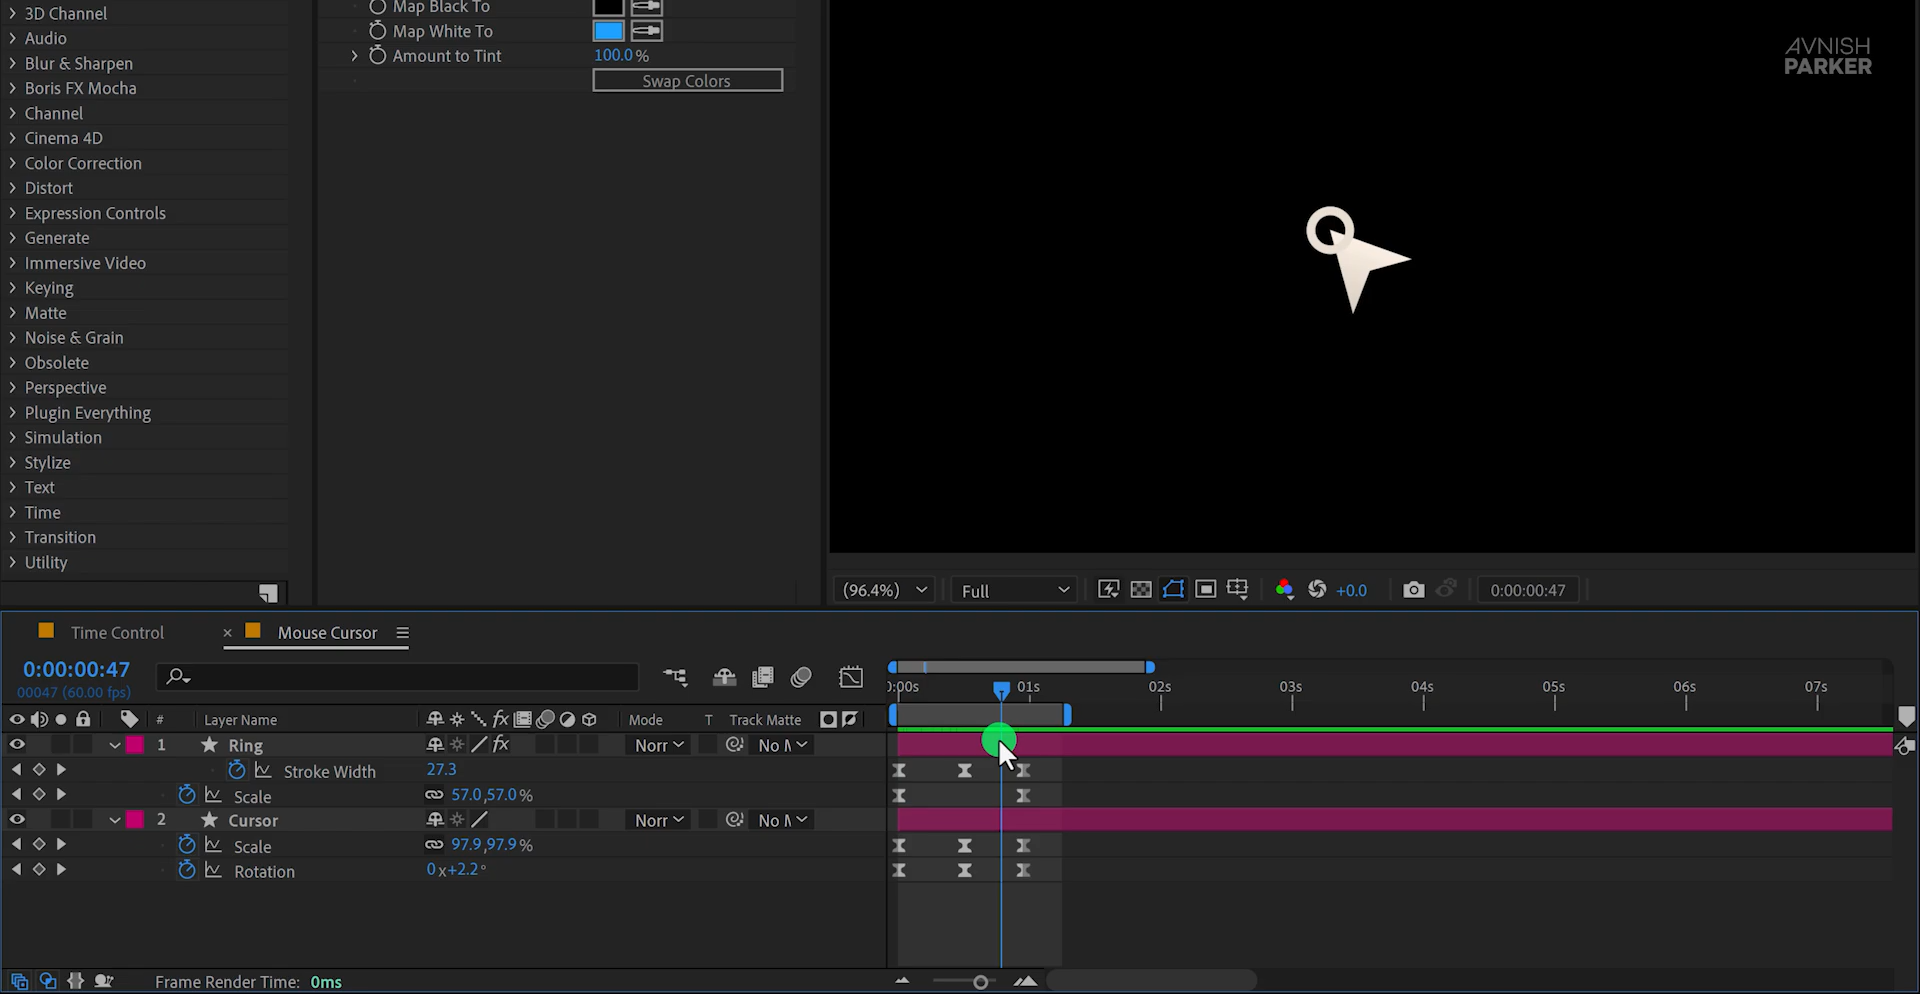 3D Channel
Audio
Blur & Sharpen
Boris FX Mocha
Channel
Cinema 4D
Color Correction
Distort
Expression Controls
Generate
Immersive Video
Keying
Matte
Noise & Grain
Obsolete
Perspective
Plugin Everything
Simulation
Stylize
Text
Time
Transition
Utility
Map Black To
Map White To
Amount to Tint 100.0 %
Swap Colors
AVNISH
PARKER
(96.4%) Full +0.0 0:00:00:47
Time Control × Mouse Cursor
0:00:00:47
00047 (60.00 fps)
):00s 01s 02s 03s 04s 05s 06s 07s
# Layer Name fx Mode T Track Matte
1 Ring fx Norr No
Stroke Width 27.3
Scale 57.0,57.0 %
2 Cursor Norr No
Scale 97.9,97.9 %
Rotation 0 x+2.2°
Frame Render Time: 0ms